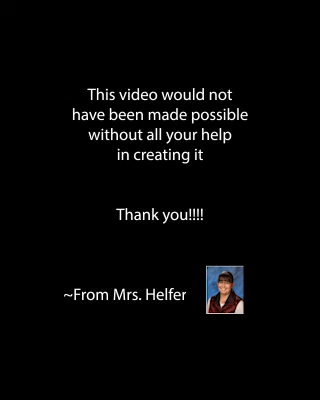 This video would not
have been made possible
without all your help
in creating it
Thank you!!!!
~From Mrs. Helfer